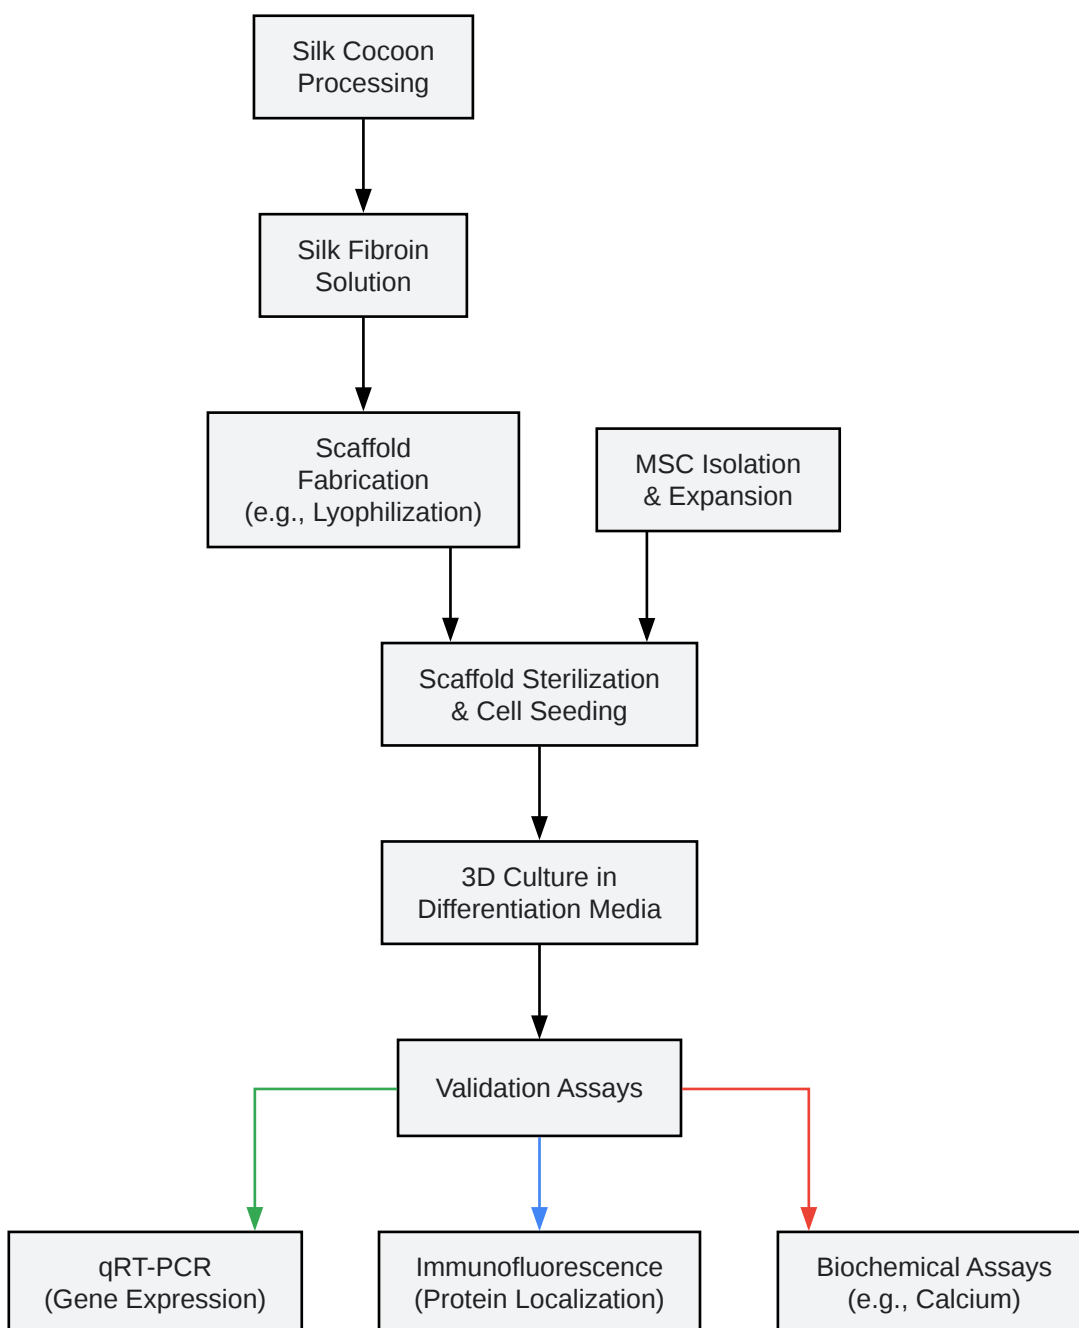 Silk Cocoon
Processing
Silk Fibroin
Solution
Scaffold
Fabrication
(e.g., Lyophilization)
MSC Isolation
& Expansion
Scaffold Sterilization
& Cell Seeding
3D Culture in
Differentiation Media
Validation Assays
qRT-PCR
(Gene Expression)
Immunofluorescence
(Protein Localization)
Biochemical Assays
(e.g., Calcium)